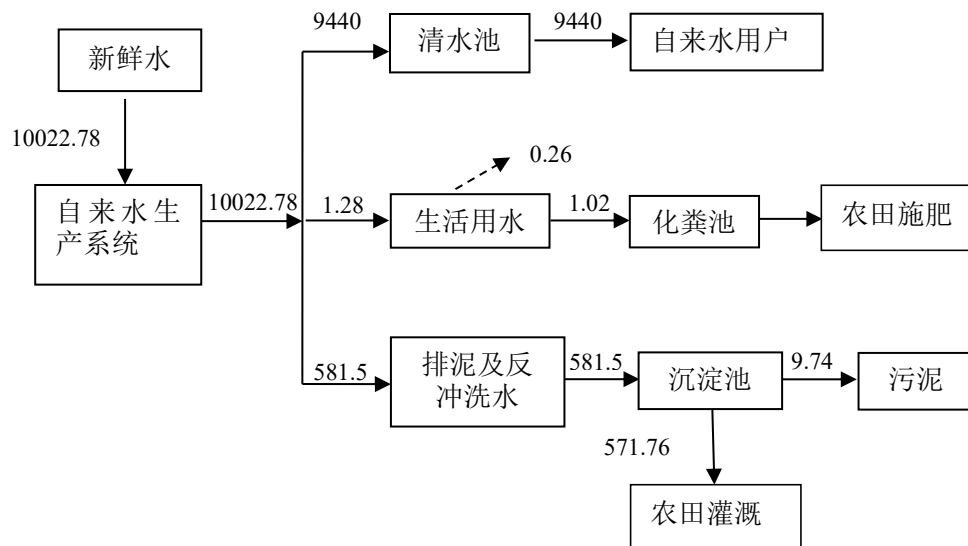 9440
9440
新鲜水
清水池
自来水用户
10022.78
0.26
自来水生
产系统
10022.78
1.28
生活用水
1.02
化粪池
农田施肥
581.5
排泥及反
冲洗水
581.5
沉淀池
9.74
污泥
571.76
农田灌溉